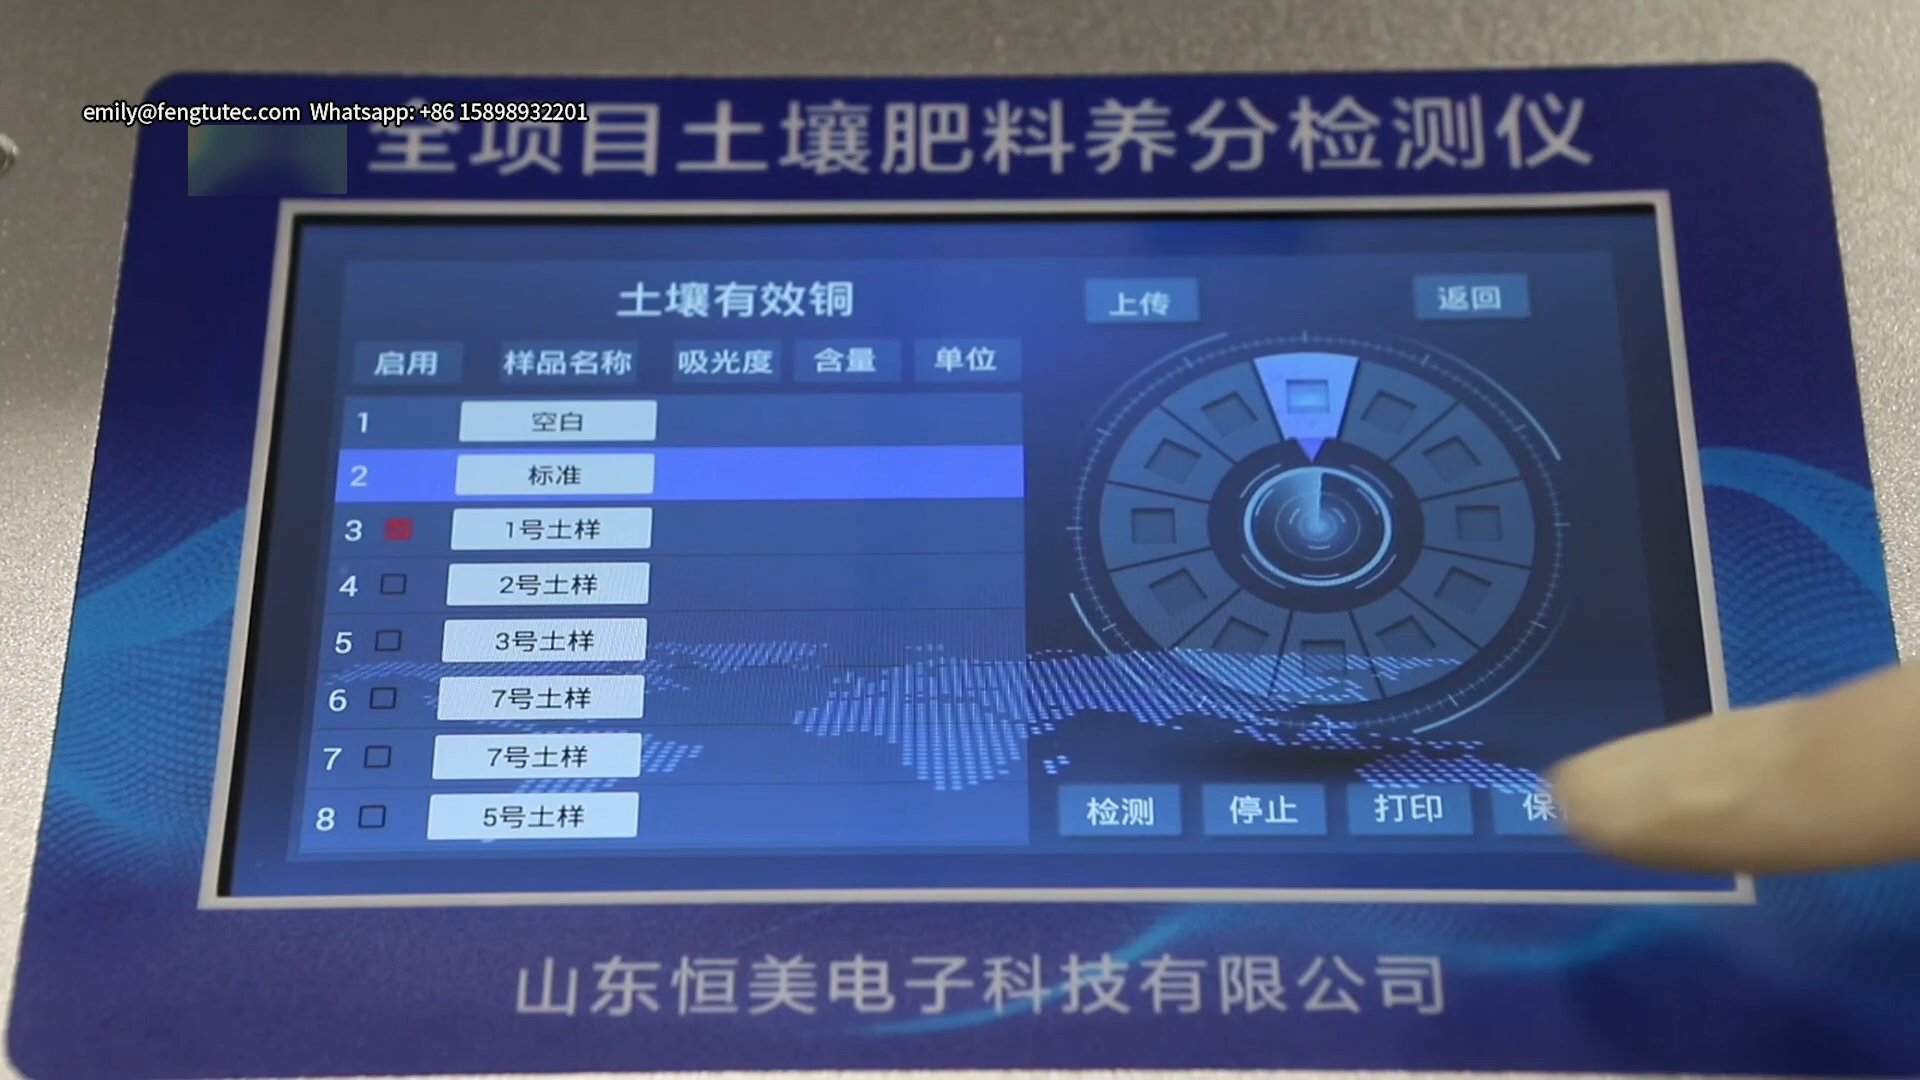 emily@fengtutec.com Whatsapp: +86 15898932201
全项目土壤肥料养分检测仪
土壤有效铜
上传
返回
启用 样品名称 吸光度 含量 单位
1 空白
2 标准
3 1号土样
4 2号土样
5 3号土样
6 7号土样
7 7号土样
8 5号土样
检测 停止 打印 保
山东恒美电子科技有限公司